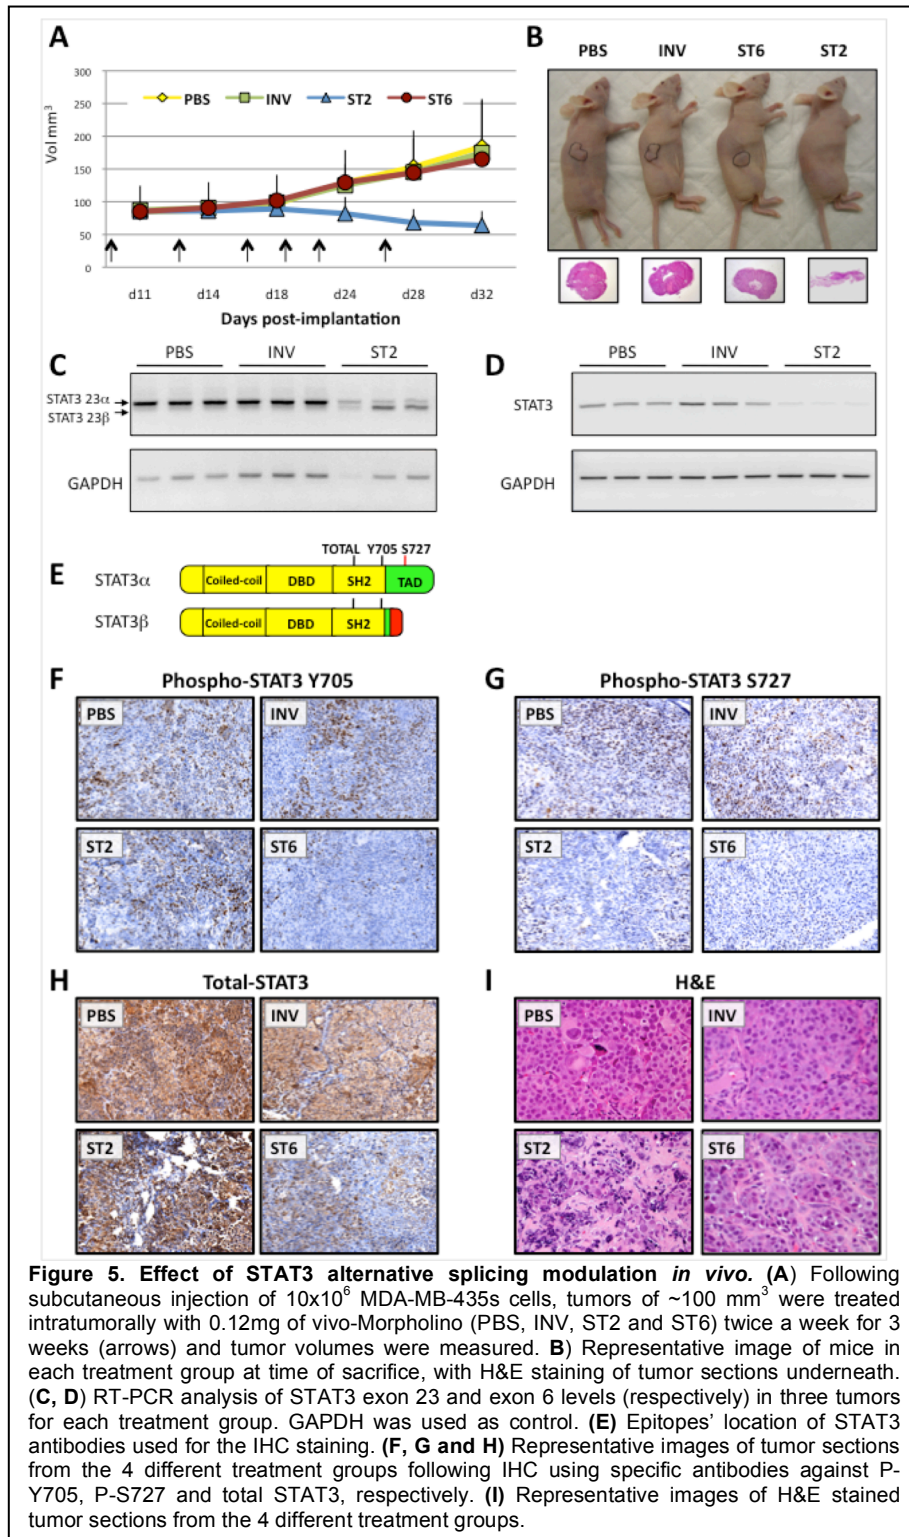 A
300
250
200
150
100
50
0
Vol mm3
PBS INV ST2 ST6
d11 d14 d18 d24 d28 d32
Days post-implantation
B
PBS INV ST6 ST2
C
PBS INV ST2
STAT3 23α
STAT3 23β
GAPDH
D
PBS INV ST2
STAT3
GAPDH
E
TOTAL Y705 S727
STAT3α Coiled-coil DBD SH2 TAD
STAT3β Coiled-coil DBD SH2
F Phospho-STAT3 Y705
PBS INV
ST2 ST6
G Phospho-STAT3 S727
PBS INV
ST2 ST6
H Total-STAT3
PBS INV
ST2 ST6
I H&E
PBS INV
ST2 ST6
Figure 5. Effect of STAT3 alternative splicing modulation in vivo. (A) Following
subcutaneous injection of 10x10⁶ MDA-MB-435s cells, tumors of ~100 mm³ were treated
intratumorally with 0.12mg of vivo-Morpholino (PBS, INV, ST2 and ST6) twice a week for 3
weeks (arrows) and tumor volumes were measured. B) Representative image of mice in
each treatment group at time of sacrifice, with H&E staining of tumor sections underneath.
(C, D) RT-PCR analysis of STAT3 exon 23 and exon 6 levels (respectively) in three tumors
for each treatment group. GAPDH was used as control. (E) Epitopes' location of STAT3
antibodies used for the IHC staining. (F, G and H) Representative images of tumor sections
from the 4 different treatment groups following IHC using specific antibodies against P-
Y705, P-S727 and total STAT3, respectively. (I) Representative images of H&E stained
tumor sections from the 4 different treatment groups.